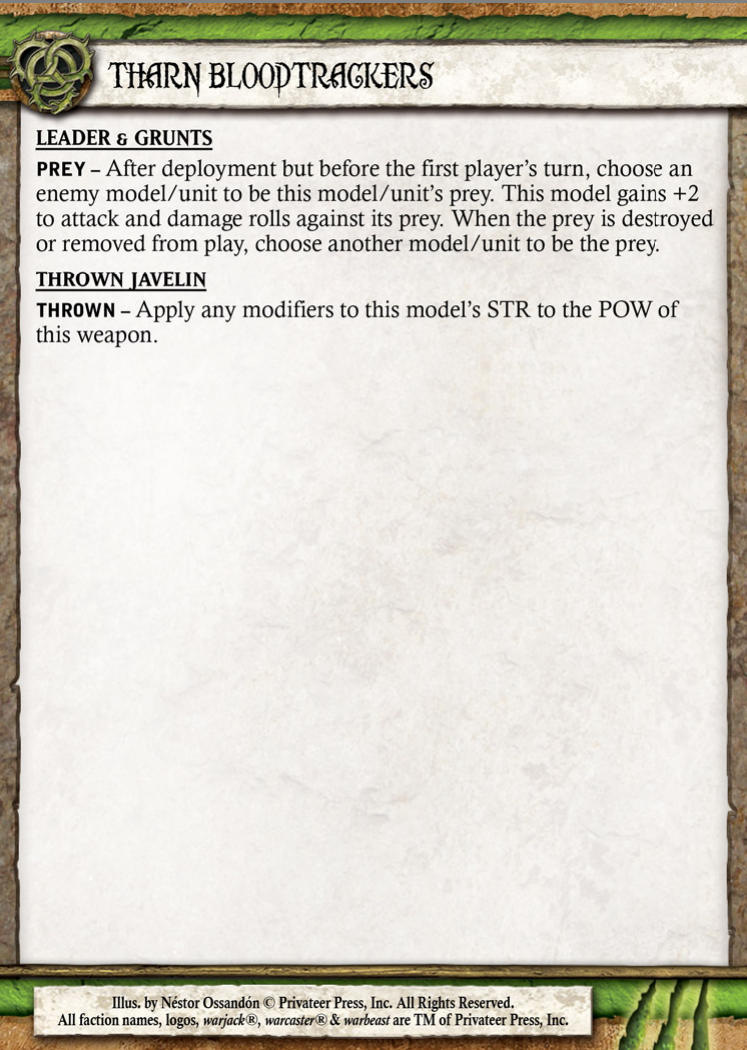 THARN BLOODTRACKERS
LEADER & GRUNTS
PREY – After deployment but before the first player's turn, choose an
enemy model/unit to be this model/unit's prey. This model gains +2
to attack and damage rolls against its prey. When the prey is destroyed
or removed from play, choose another model/unit to be the prey.
THROWN JAVELIN
THROWN – Apply any modifiers to this model's STR to the POW of
this weapon.
Illus. by Néstor Ossandón © Privateer Press, Inc. All Rights Reserved.
All faction names, logos, warjack®, warcaster® & warbeast are TM of Privateer Press, Inc.